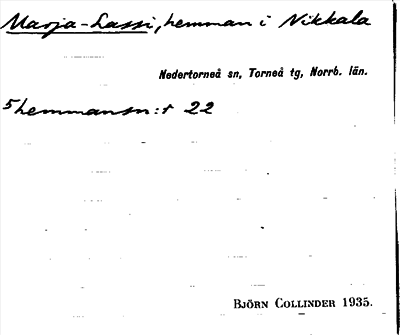 Marja-Lassi, hemman i Nikkala
Nedertorneå sn, Torneå tg, Norrb. län.
5 hemmansn:r 22
BJÖRN COLLINDER 1935.